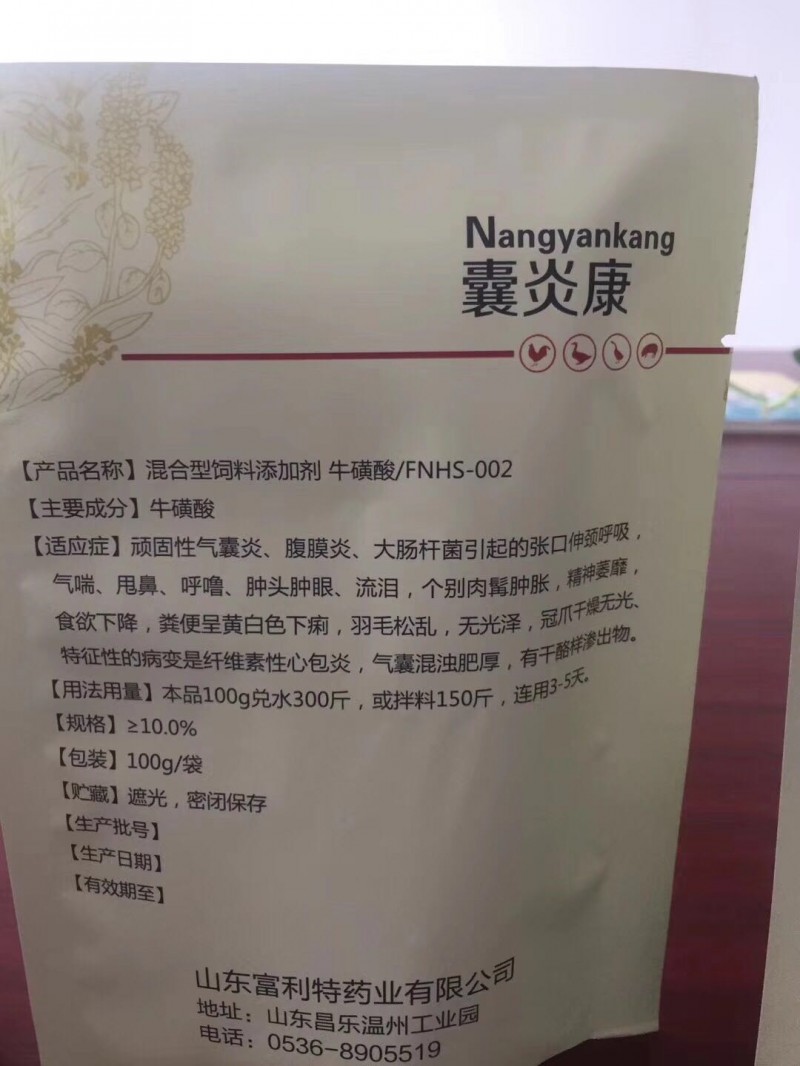 Nangyankang
囊炎康
【产品名称】混合型饲料添加剂 牛磺酸/FNHS-002
【主要成分】牛磺酸
【适应症】顽固性气囊炎、腹膜炎、大肠杆菌引起的张口伸颈呼吸，
气喘、甩鼻、呼噜、肿头肿眼、流泪，个别肉髯肿胀，精神萎靡，
食欲下降，粪便呈黄白色下痢，羽毛松乱，无光泽，冠爪干燥无光、
特征性的病变是纤维素性心包炎，气囊混浊肥厚，有干酪样渗出物。
【用法用量】本品100g兑水300斤，或拌料150斤，连用3-5天。
【规格】≥10.0%
【包装】100g/袋
【贮藏】遮光，密闭保存
【生产批号】
【生产日期】
【有效期至】
山东富利特药业有限公司
地址：山东昌乐温州工业园
电话：0536-8905519